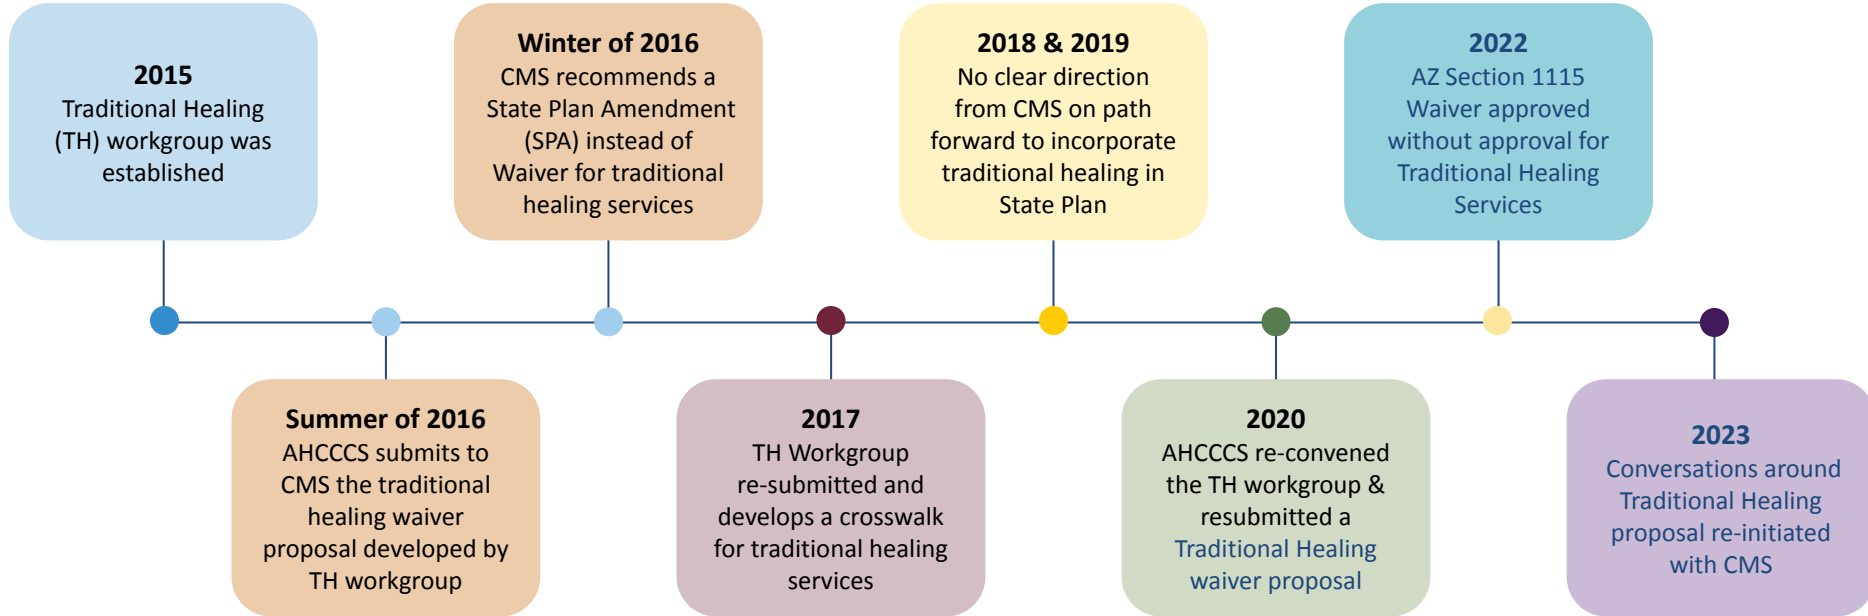 2015
Traditional Healing
(TH) workgroup was
established
Summer of 2016
AHCCCS submits to
CMS the traditional
healing waiver
proposal developed by
TH workgroup
Winter of 2016
CMS recommends a
State Plan Amendment
(SPA) instead of
Waiver for traditional
healing services
2017
TH Workgroup
re-submitted and
develops a crosswalk
for traditional healing
services
2018 & 2019
No clear direction
from CMS on path
forward to incorporate
traditional healing in
State Plan
2020
AHCCCS re-convened
the TH workgroup &
resubmitted a
Traditional Healing
waiver proposal
2022
AZ Section 1115
Waiver approved
without approval for
Traditional Healing
Services
2023
Conversations around
Traditional Healing
proposal re-initiated
with CMS